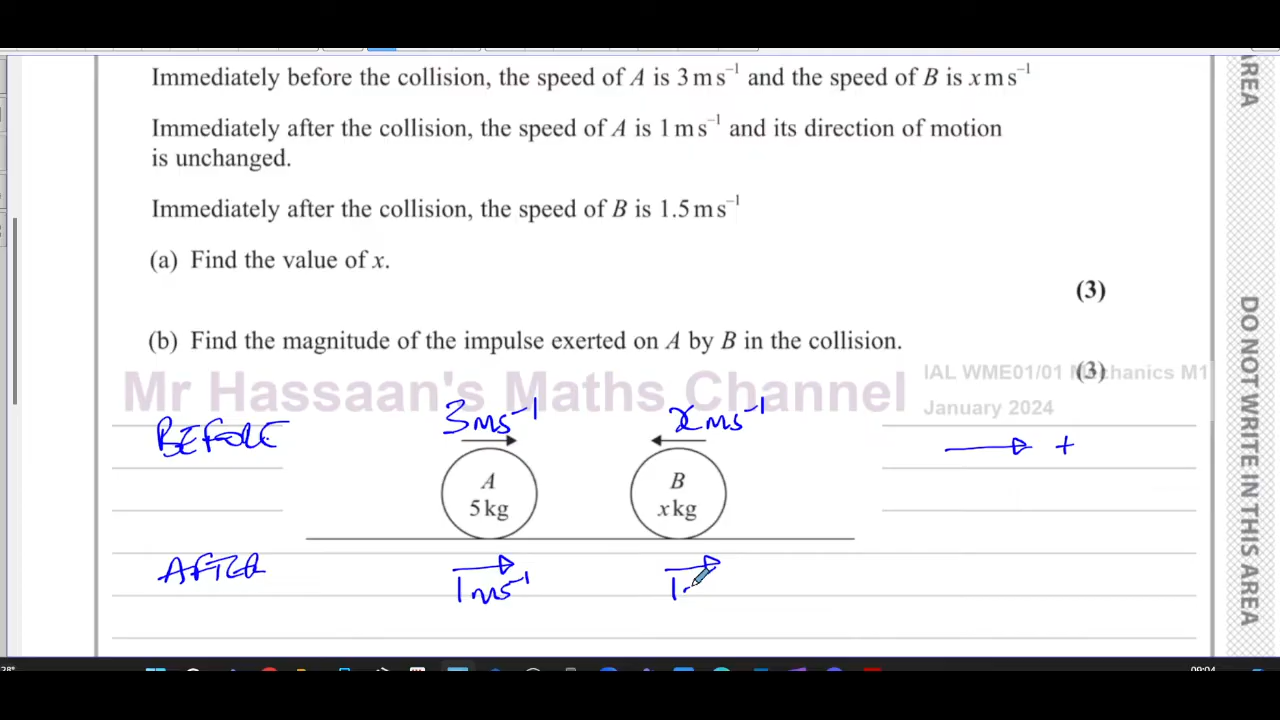 Immediately before the collision, the speed of A is 3 m s⁻¹ and the speed of B is x m s⁻¹
Immediately after the collision, the speed of A is 1 m s⁻¹ and its direction of motion
is unchanged.
Immediately after the collision, the speed of B is 1.5 m s⁻¹
(a) Find the value of x.
(3)
(b) Find the magnitude of the impulse exerted on A by B in the collision.
(3)
Mr Hassaan's Maths Channel
IAL WME01/01 Mechanics M1
January 2024
BEFORE
3ms⁻¹
xms⁻¹
+
A
5 kg
B
x kg
AFTER
1ms⁻¹
1.
AREA
DO NOT WRITE IN THIS AREA
09:04